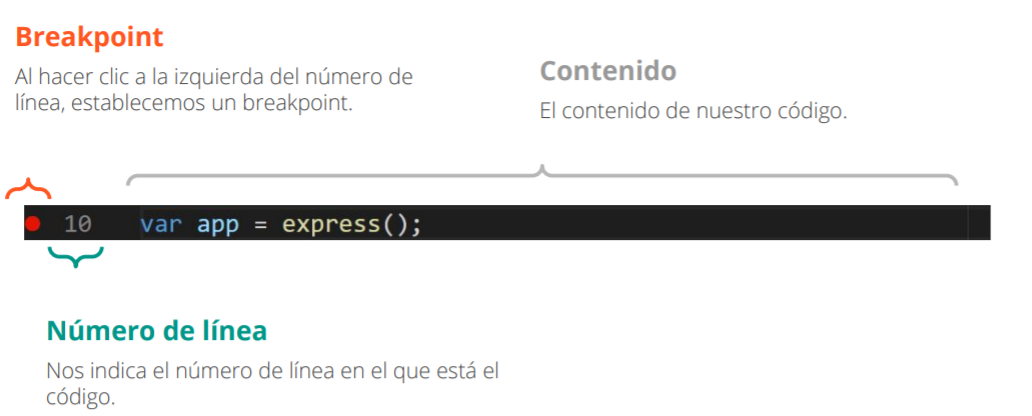 Breakpoint
Al hacer clic a la izquierda del número de
línea, establecemos un breakpoint.
Contenido
El contenido de nuestro código.
10 var app = express();
Número de línea
Nos indica el número de línea en el que está el
código.